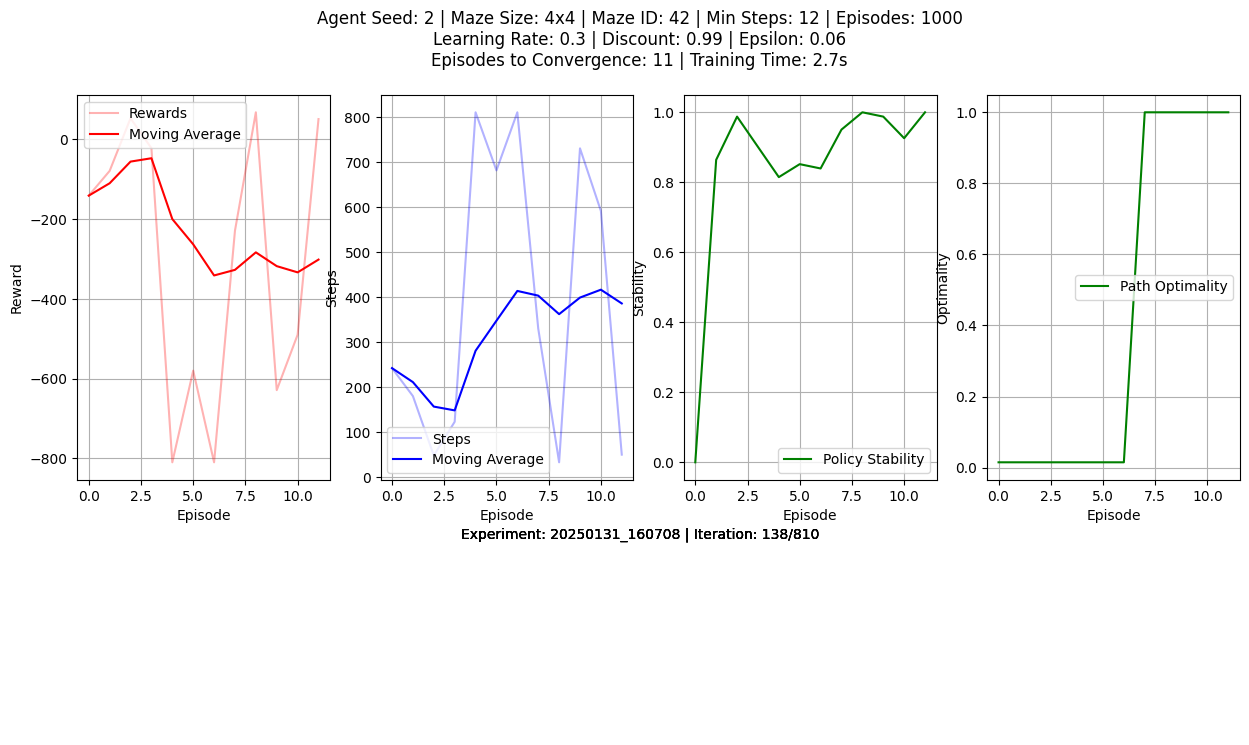 Agent Seed: 2 | Maze Size: 4x4 | Maze ID: 42 | Min Steps: 12 | Episodes: 1000
Learning Rate: 0.3 | Discount: 0.99 | Epsilon: 0.06
Episodes to Convergence: 11 | Training Time: 2.7s
Reward
0
−200
−400
−600
−800
Rewards
Moving Average
0.0 2.5 5.0 7.5 10.0
Episode
Steps
800
700
600
500
400
300
200
100
0
Steps
Moving Average
0.0 2.5 5.0 7.5 10.0
Episode
Stability
1.0
0.8
0.6
0.4
0.2
0.0
Policy Stability
0.0 2.5 5.0 7.5 10.0
Episode
Optimality
1.0
0.8
0.6
0.4
0.2
0.0
Path Optimality
0.0 2.5 5.0 7.5 10.0
Episode
Experiment: 20250131_160708 | Iteration: 138/810